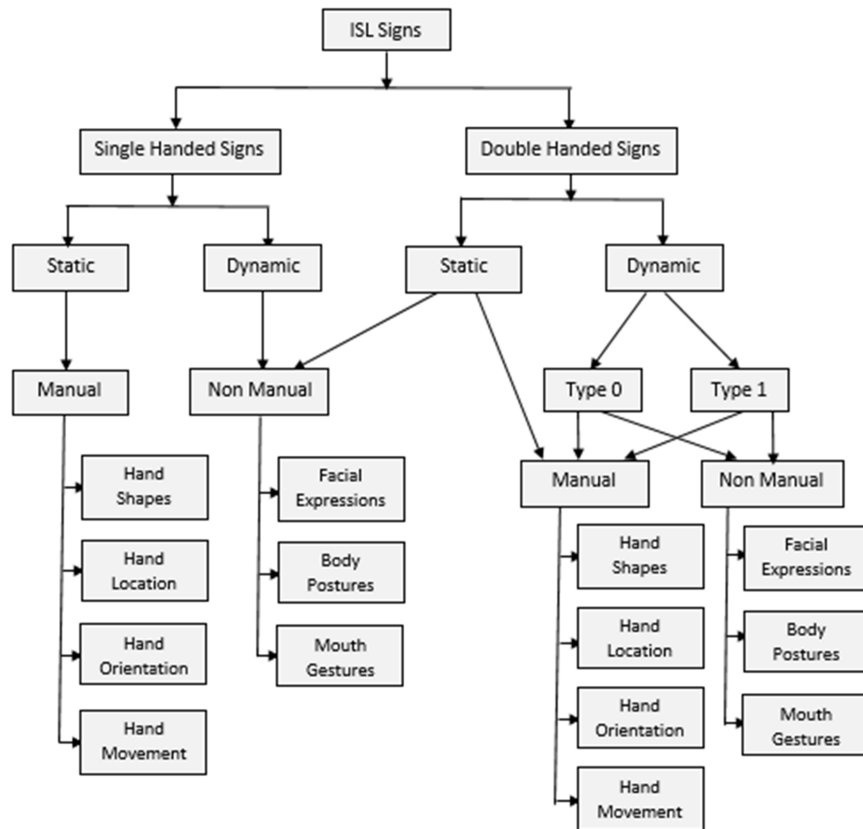 ISL Signs
Single Handed Signs
Double Handed Signs
Static
Dynamic
Static
Dynamic
Manual
Non Manual
Type 0
Type 1
Hand
Shapes
Hand
Location
Hand
Orientation
Hand
Movement
Facial
Expressions
Body
Postures
Mouth
Gestures
Manual
Non Manual
Hand
Shapes
Hand
Location
Hand
Orientation
Hand
Movement
Facial
Expressions
Body
Postures
Mouth
Gestures